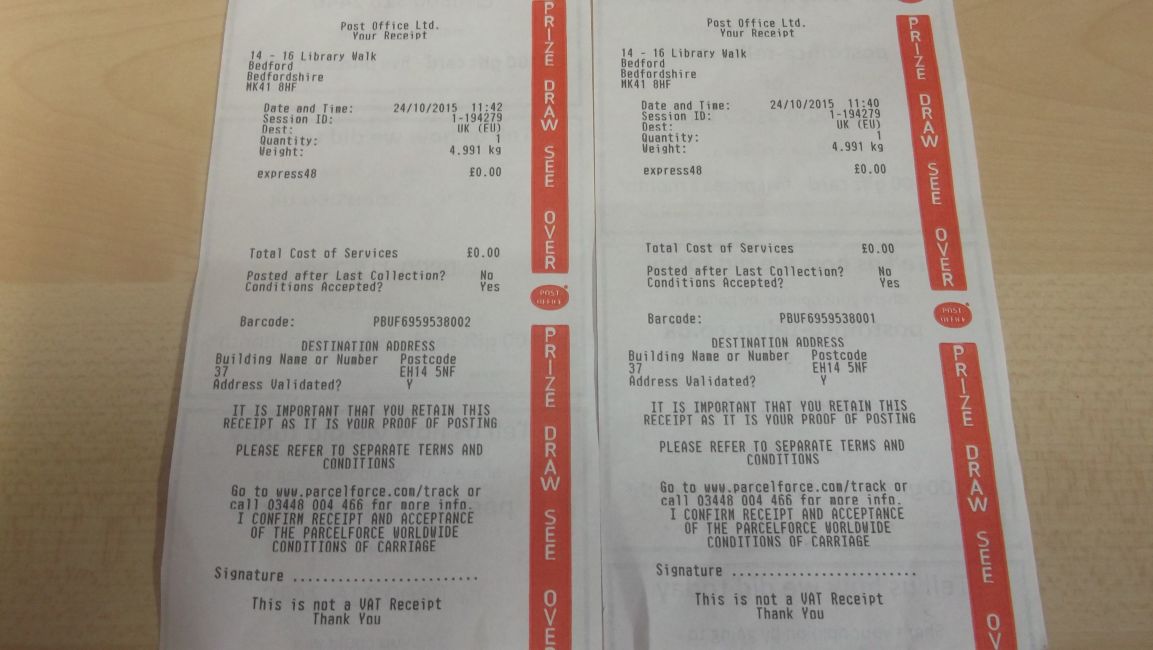 Post Office Ltd.
Your Receipt
14 - 16 Library Walk
Bedford
Bedfordshire
MK41 8HF
Date and Time: 24/10/2015 11:42
Session ID: 1-194279
Dest: UK (EU)
Quantity: 1
Weight: 4.991 kg
express48 £0.00
Total Cost of Services £0.00
Posted after Last Collection? No
Conditions Accepted? Yes
Barcode: PBUF6959538002
DESTINATION ADDRESS
Building Name or Number Postcode
37 EH14 5NF
Address Validated? Y
IT IS IMPORTANT THAT YOU RETAIN THIS
RECEIPT AS IT IS YOUR PROOF OF POSTING
PLEASE REFER TO SEPARATE TERMS AND
CONDITIONS
Go to www.parcelforce.com/track or
call 03448 004 466 for more info.
I CONFIRM RECEIPT AND ACCEPTANCE
OF THE PARCELFORCE WORLDWIDE
CONDITIONS OF CARRIAGE
Signature ........................
This is not a VAT Receipt
Thank You
PRIZE DRAW SEE OVER
POST OFFICE
PRIZE DRAW SEE OVE
Post Office Ltd.
Your Receipt
14 - 16 Library Walk
Bedford
Bedfordshire
MK41 8HF
Date and Time: 24/10/2015 11:40
Session ID: 1-194279
Dest: UK (EU)
Quantity: 1
Weight: 4.991 kg
express48 £0.00
Total Cost of Services £0.00
Posted after Last Collection? No
Conditions Accepted? Yes
Barcode: PBUF6959538001
DESTINATION ADDRESS
Building Name or Number Postcode
37 EH14 5NF
Address Validated? Y
IT IS IMPORTANT THAT YOU RETAIN THIS
RECEIPT AS IT IS YOUR PROOF OF POSTING
PLEASE REFER TO SEPARATE TERMS AND
CONDITIONS
Go to www.parcelforce.com/track or
call 03448 004 466 for more info.
I CONFIRM RECEIPT AND ACCEPTANCE
OF THE PARCELFORCE WORLDWIDE
CONDITIONS OF CARRIAGE
Signature ........................
This is not a VAT Receipt
Thank You
PRIZE DRAW SEE OVER
POST OFFICE
PRIZE DRAW SEE OV